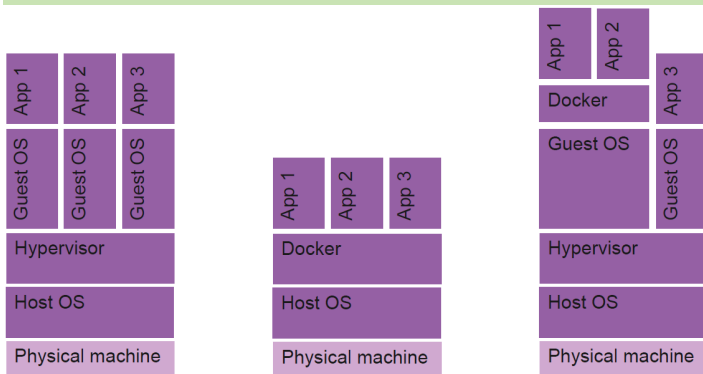 App 1
App 2
App 3
Guest OS
Guest OS
Guest OS
Hypervisor
Host OS
Physical machine
App 1
App 2
App 3
Docker
Host OS
Physical machine
App 1
App 2
App 3
Docker
Guest OS
Guest OS
Hypervisor
Host OS
Physical machine